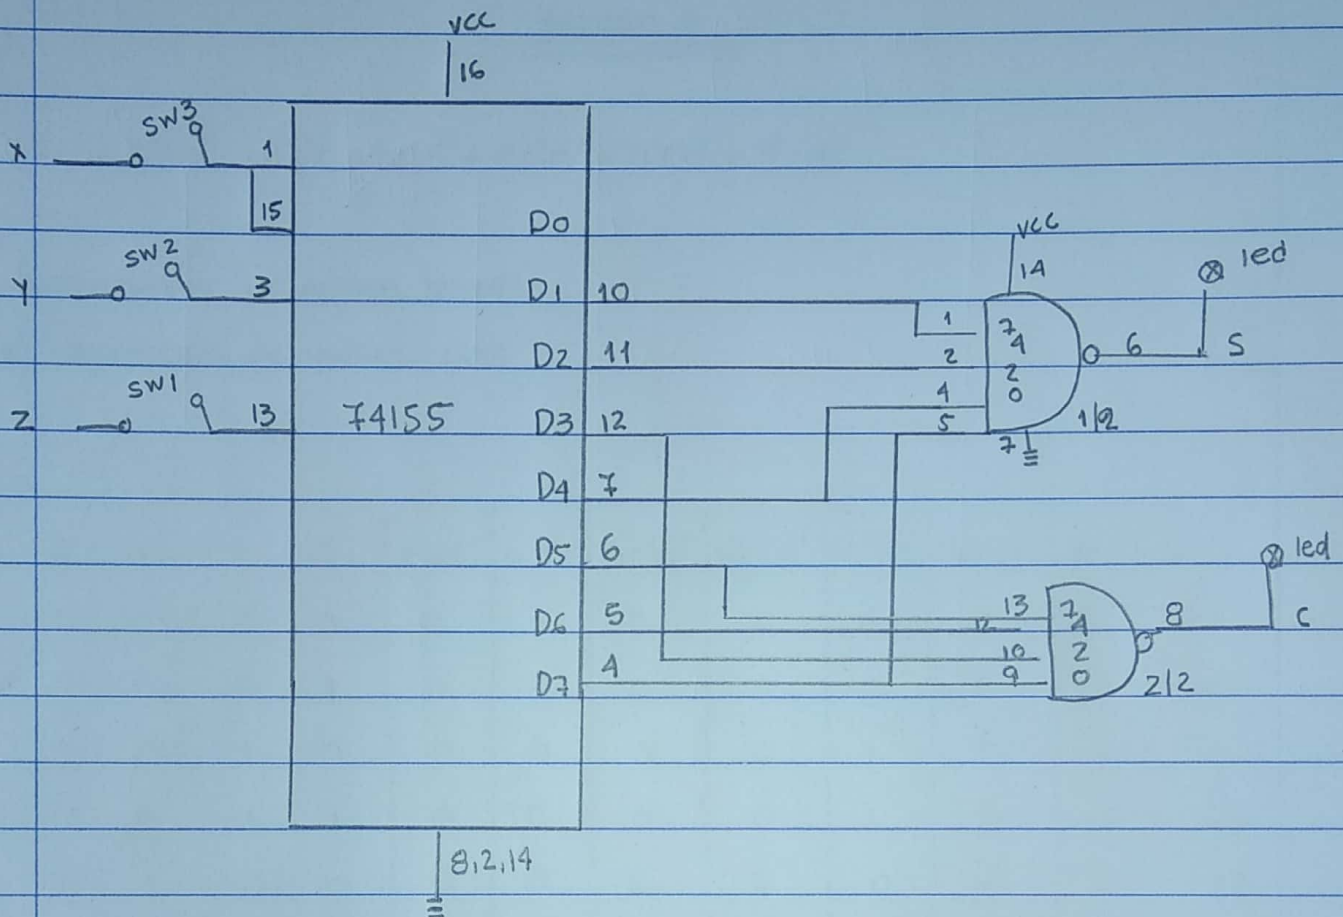 VCC
16
X SW3 1
15 D0
VCC
14
Y SW2 3 D1 10
led
1
2
4
5
7420
6 S
1/2
7
D2 11
Z SW1 13 74155 D3 12
D4 7
D5 6
led
D6 5
13
12
10
9
7420
8 C
2/2
D7 4
8,2,14